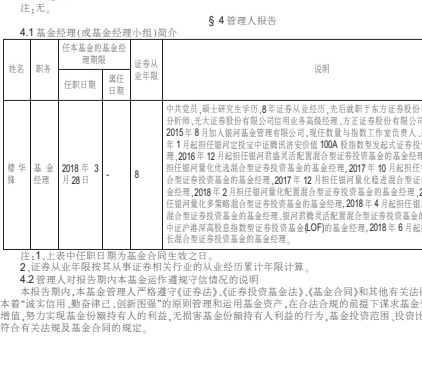 注:无。
§ 4 管理人报告
4.1 基金经理(或基金经理小组)简介
姓名 职务 任本基金的基金经理期限 证券从业年限 说明
任职日期 离任日期
楼华锋 基金经理 2018 年 3 月 28 日 - 8
中共党员,硕士研究生学历,8 年证券从业经历,先后就职于东方证券股份
分析师、光大证券股份有限公司信用业务高级经理、方正证券股份有限公司
2015 年 8 月加入银河基金管理有限公司,现任数量与指数工作室负责人、
年 1 月起担任银河定投宝中证腾讯济安价值 100A 股指数型发起式证券投
理,2016 年 12 月起担任银河君盛灵活配置混合型证券投资基金的基金经理
担任银河量化优选混合型证券投资基金的基金经理,2017 年 10 月起担任
合型证券投资基金的基金经理,2017 年 12 月担任银河量化稳进混合型证
金经理,2018 年 2 月担任银河量化配置混合型证券投资基金的基金经理,2
任银河量化多策略混合型证券投资基金的基金经理,2018 年 4 月起担任银
混合型证券投资基金的基金经理、银河君腾灵活配置混合型证券投资基金的
中证沪港深高股息指数型证券投资基金(LOF)的基金经理,2018 年 6 月起
长混合型证券投资基金的基金经理。
注:1、上表中任职日期为基金合同生效之日。
2、证券从业年限按其从事证券相关行业的从业经历累计年限计算。
4.2 管理人对报告期内本基金运作遵规守信情况的说明
本报告期内,本基金管理人严格遵守《证券法》、《证券投资基金法》、《基金合同》和其他有关法
本着“诚实信用、勤奋律己、创新图强”的原则管理和运用基金资产,在合法合规的前提下谋求基金资
增值,努力实现基金份额持有人的利益,无损害基金份额持有人利益的行为,基金投资范围、投资比
符合有关法规及基金合同的规定。